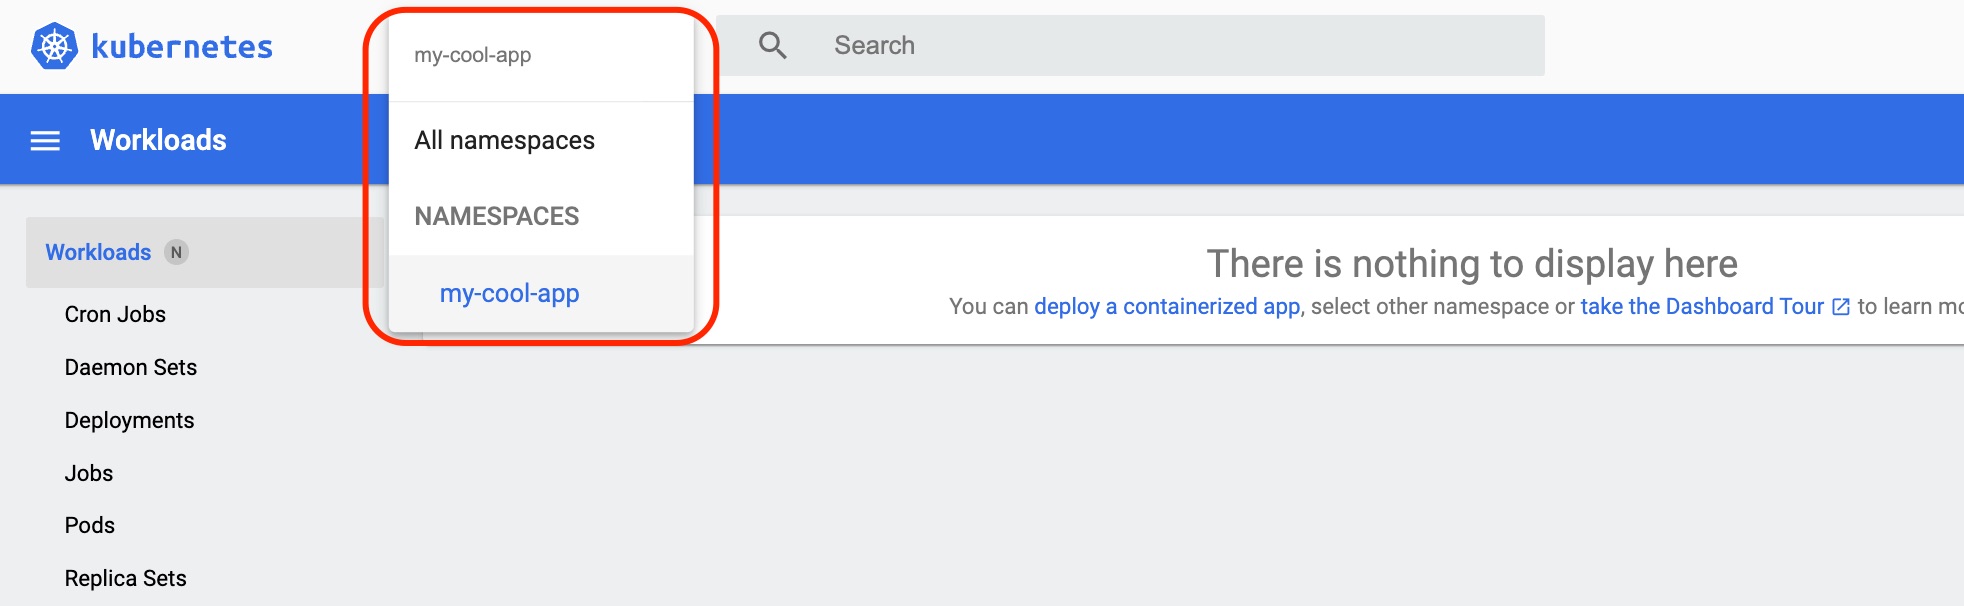 kubernetes
my-cool-app
Search
All namespaces
Workloads
NAMESPACES
my-cool-app
Workloads N
Cron Jobs
Daemon Sets
Deployments
Jobs
Pods
Replica Sets
There is nothing to display here
You can deploy a containerized app, select other namespace or take the Dashboard Tour to learn